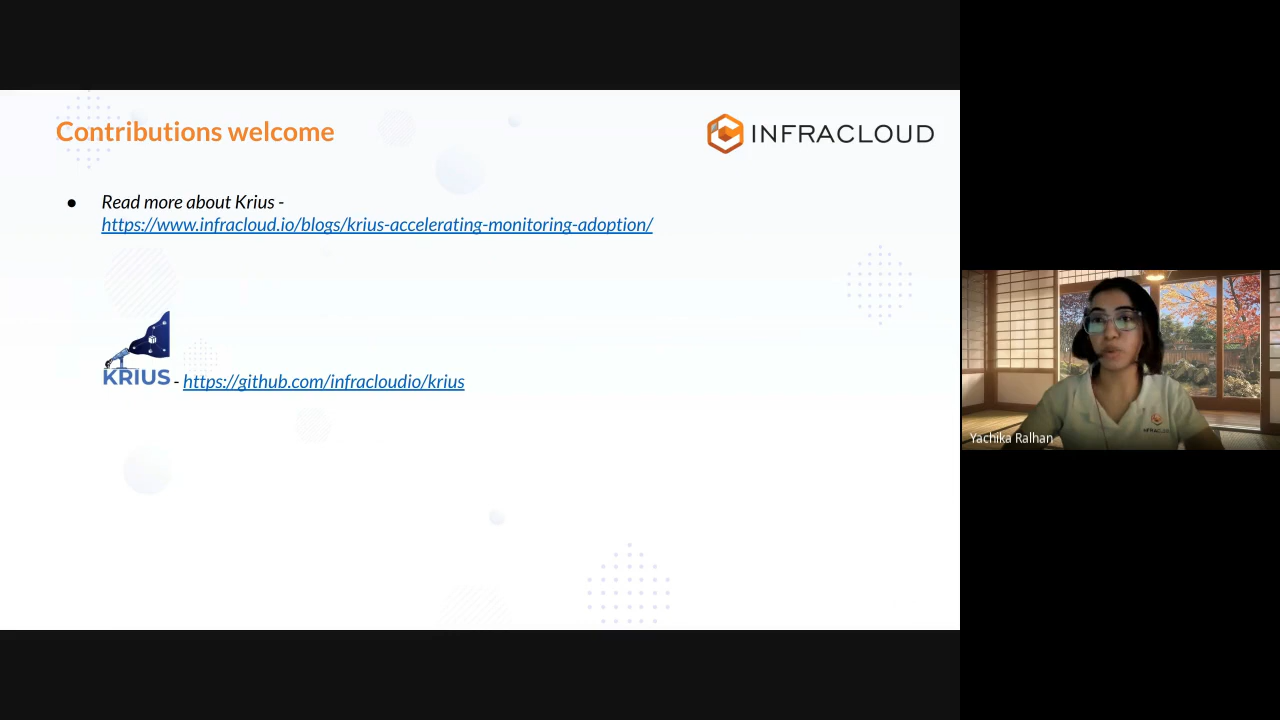 Contributions welcome
INFRACLOUD
● Read more about Krius -
https://www.infracloud.io/blogs/krius-accelerating-monitoring-adoption/
KRIUS - https://github.com/infracloudio/krius
Yachika Ralhan